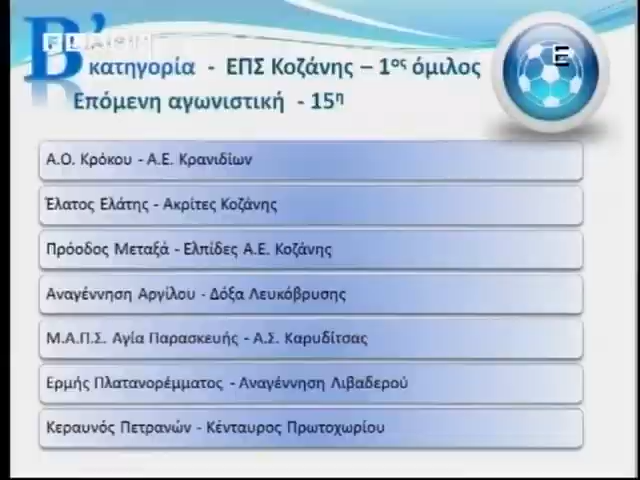 Β' κατηγορία - ΕΠΣ Κοζάνης – 1ος όμιλος
Επόμενη αγωνιστική - 15η
Ε
Α.Ο. Κρόκου - Α.Ε. Κρανιδίων
Έλατος Ελάτης - Ακρίτες Κοζάνης
Πρόοδος Μεταξά - Ελπίδες Α.Ε. Κοζάνης
Αναγέννηση Αργίλου - Δόξα Λευκόβρυσης
Μ.Α.Π.Σ. Αγία Παρασκευής - Α.Σ. Καρυδίτσας
Ερμής Πλατανορέμματος - Αναγέννηση Λιβαδερού
Κεραυνός Πετρανών - Κένταυρος Πρωτοχωρίου